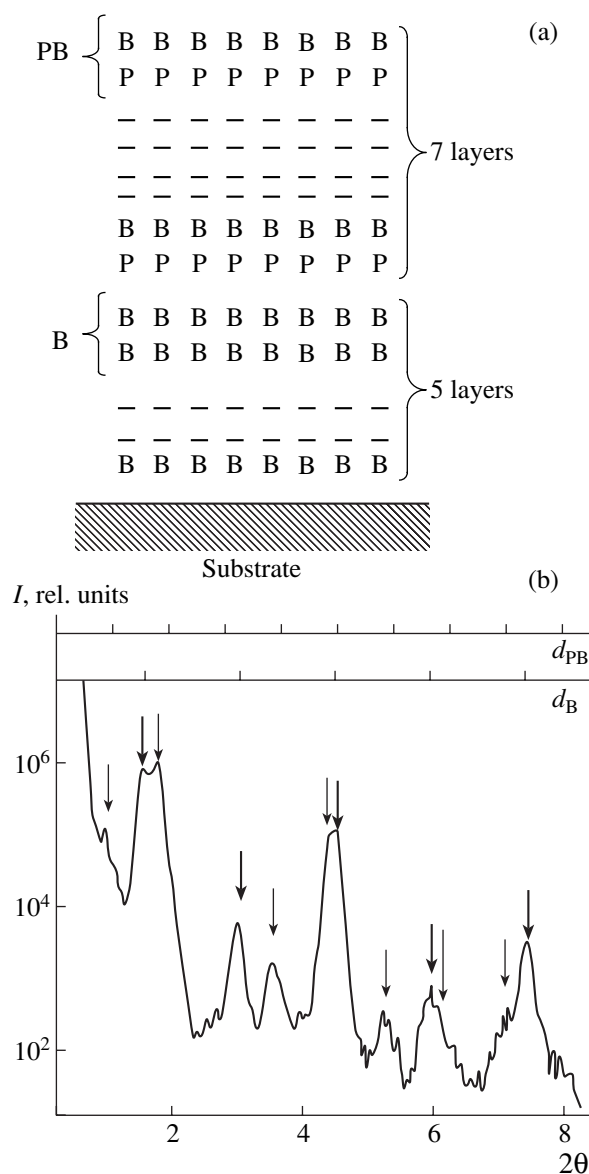 (a)
PB
B B B B B B B B
P P P P P P P P
7 layers
B B B B B B B B
P P P P P P P P
B
B B B B B B B B
B B B B B B B B
5 layers
B B B B B B B B
Substrate
(b)
I, rel. units
d_PB
d_B
10^6
10^4
10^2
2 4 6 8
2θ